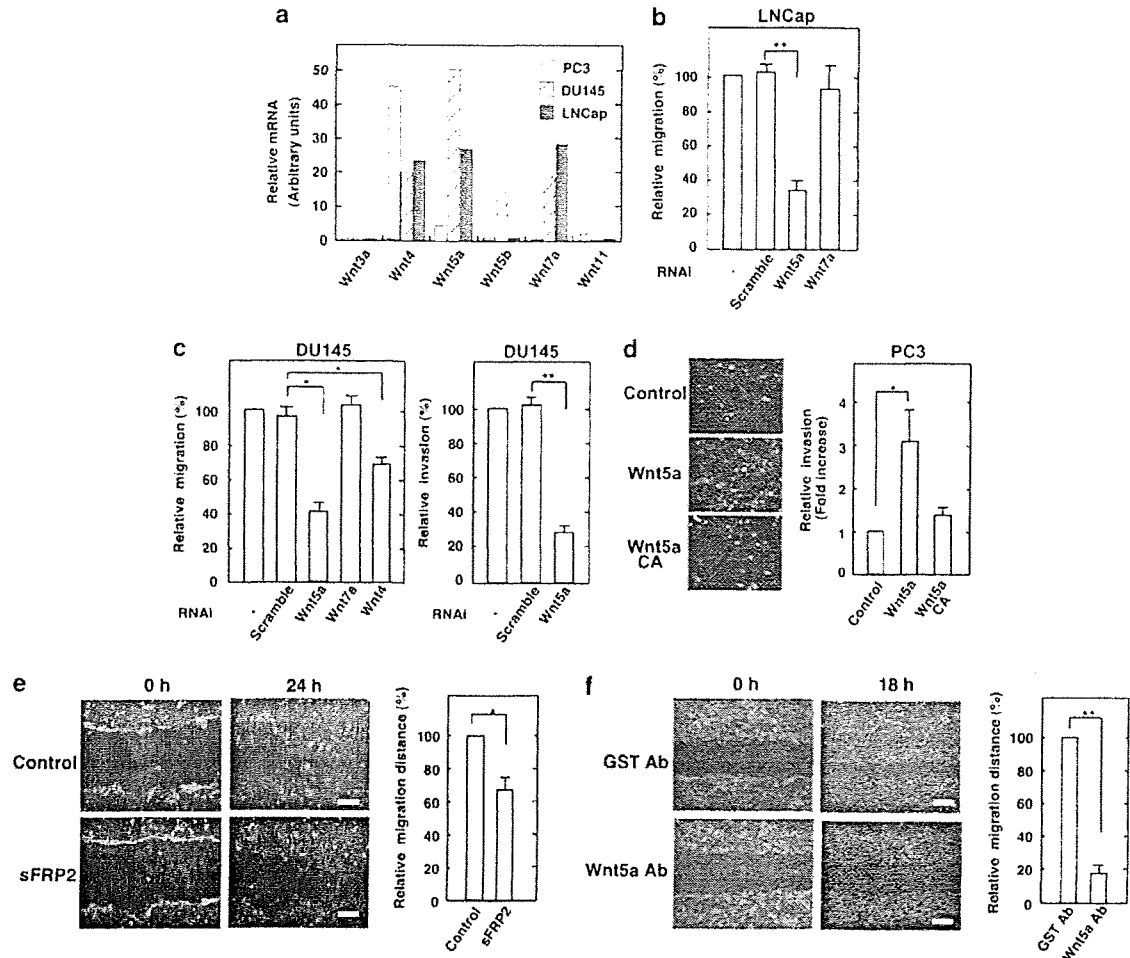 a
Relative mRNA
(Arbitrary units)
50
40
30
20
10
0
PC3
DU145
LNCap
Wnt3a
Wnt4
Wnt5a
Wnt5b
Wnt7a
Wnt11
b
LNCap
**
Relative migration (%)
100
80
60
40
20
0
RNAi
-
Scramble
Wnt5a
Wnt7a
c
DU145
*
*
Relative migration (%)
100
80
60
40
20
0
RNAi
-
Scramble
Wnt5a
Wnt7a
Wnt4
DU145
**
Relative invasion (%)
100
80
60
40
20
0
RNAi
-
Scramble
Wnt5a
d
Control
Wnt5a
Wnt5a
CA
PC3
*
Relative invasion
(Fold increase)
4
3
2
1
0
Control
Wnt5a
Wnt5a
CA
e
0 h
24 h
Control
sFRP2
*
Relative migration distance (%)
100
80
60
40
20
0
Control
sFRP2
f
0 h
18 h
GST Ab
Wnt5a Ab
**
Relative migration distance (%)
100
80
60
40
20
0
GST Ab
Wnt5a Ab